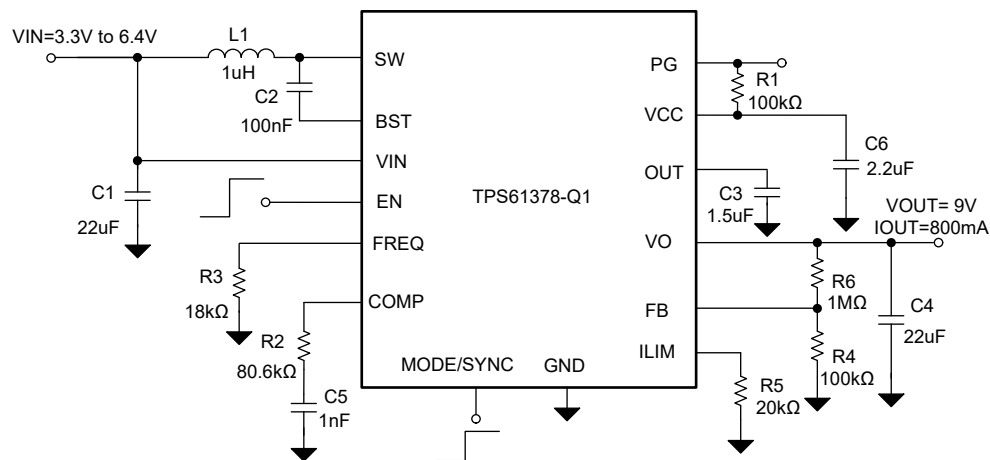 VIN=3.3V to 6.4V
L1
1uH
C2
100nF
C1
22uF
R3
18kΩ
R2
80.6kΩ
C5
1nF
SW
BST
VIN
EN
FREQ
COMP
MODE/SYNC
GND
TPS61378-Q1
PG
VCC
OUT
VO
FB
ILIM
R1
100kΩ
C6
2.2uF
C3
1.5uF
VOUT= 9V
IOUT=800mA
R6
1MΩ
C4
22uF
R4
100kΩ
R5
20kΩ